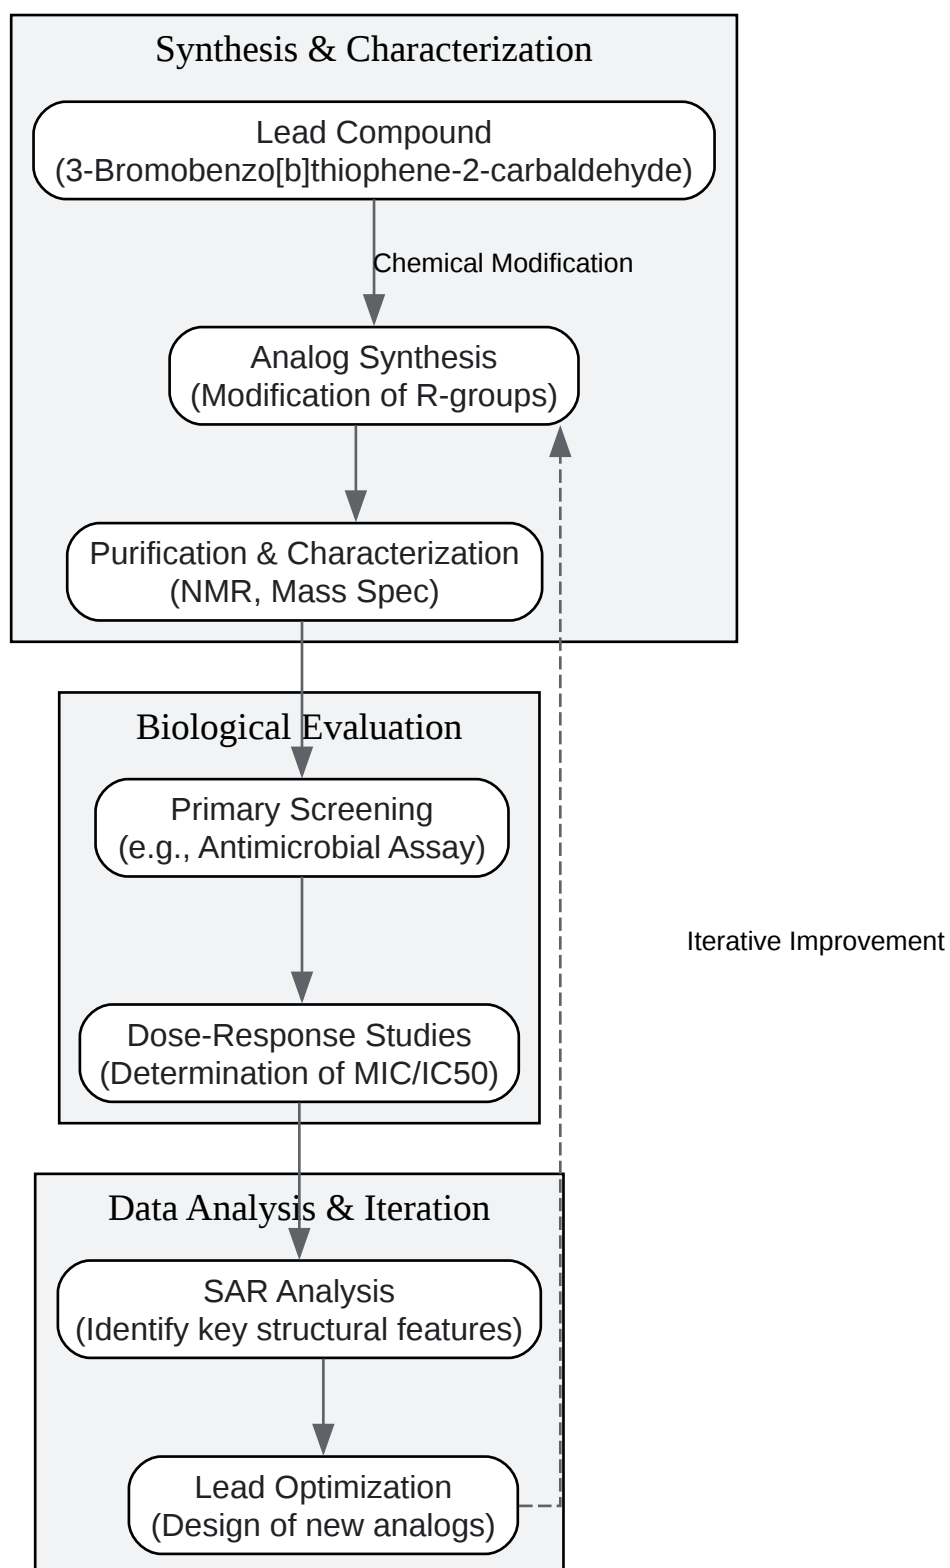 Synthesis & Characterization
Lead Compound
(3-Bromobenzo[b]thiophene-2-carbaldehyde)
Chemical Modification
Analog Synthesis
(Modification of R-groups)
Purification & Characterization
(NMR, Mass Spec)
Biological Evaluation
Primary Screening
(e.g., Antimicrobial Assay)
Iterative Improvement
Dose-Response Studies
(Determination of MIC/IC50)
Data Analysis & Iteration
SAR Analysis
(Identify key structural features)
Lead Optimization
(Design of new analogs)